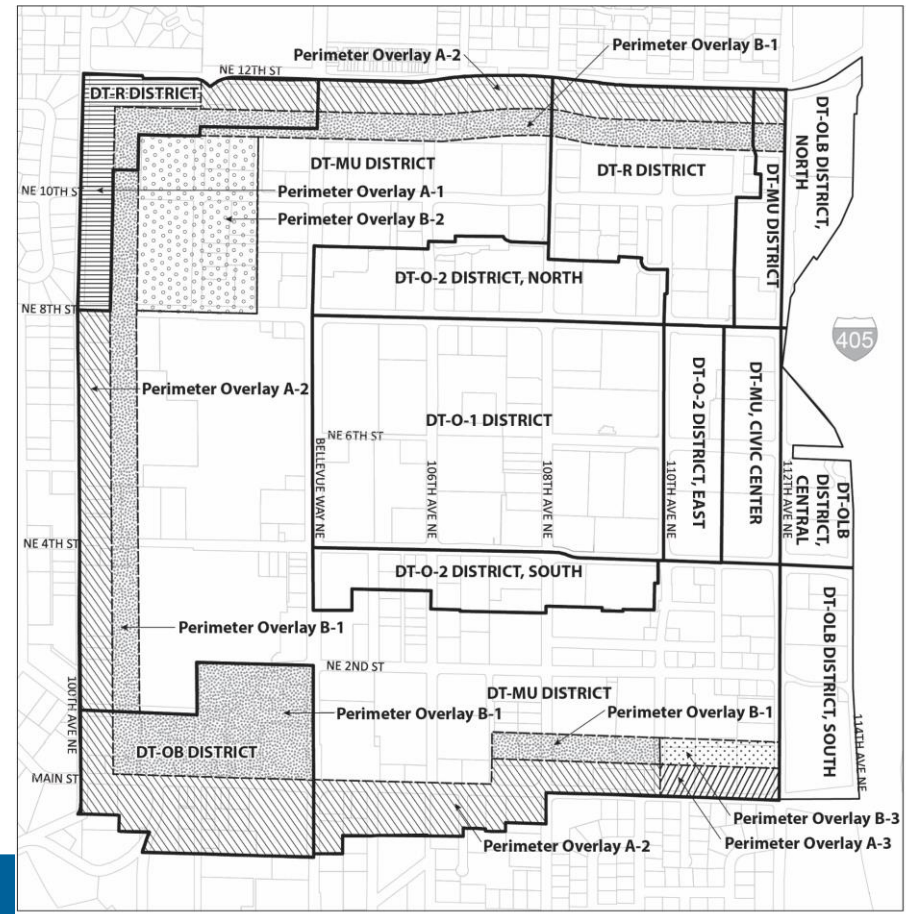 Perimeter Overlay B-1
Perimeter Overlay A-2
NE 12TH ST
DT-R DISTRICT
DT-OLB DISTRICT,
NORTH
DT-MU DISTRICT
DT-R DISTRICT
DT-MU DISTRICT
NE 10TH ST
Perimeter Overlay A-1
Perimeter Overlay B-2
DT-O-2 DISTRICT, NORTH
NE 8TH ST
405
Perimeter Overlay A-2
DT-O-1 DISTRICT
NE 6TH ST
BELLEVUE WAY NE
106TH AVE NE
108TH AVE NE
110TH AVE NE
DT-O-2 DISTRICT, EAST
DT-MU, CIVIC CENTER
112TH AVE NE
DT-OLB
DISTRICT,
CENTRAL
NE 4TH ST
DT-O-2 DISTRICT, SOUTH
Perimeter Overlay B-1
NE 2ND ST
DT-MU DISTRICT
DT-OLB DISTRICT, SOUTH
100TH AVE NE
Perimeter Overlay B-1
Perimeter Overlay B-1
114TH AVE NE
DT-OB DISTRICT
MAIN ST
Perimeter Overlay B-3
Perimeter Overlay A-2
Perimeter Overlay A-3